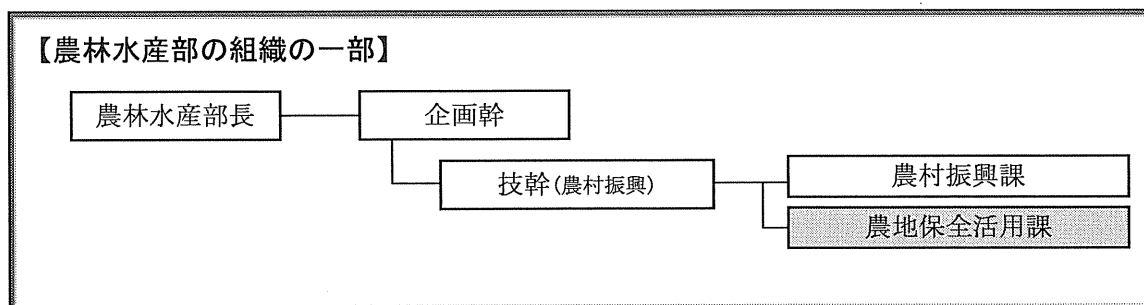 【農林水産部の組織の一部】
農林水産部長
企画幹
技幹(農村振興)
農村振興課
農地保全活用課